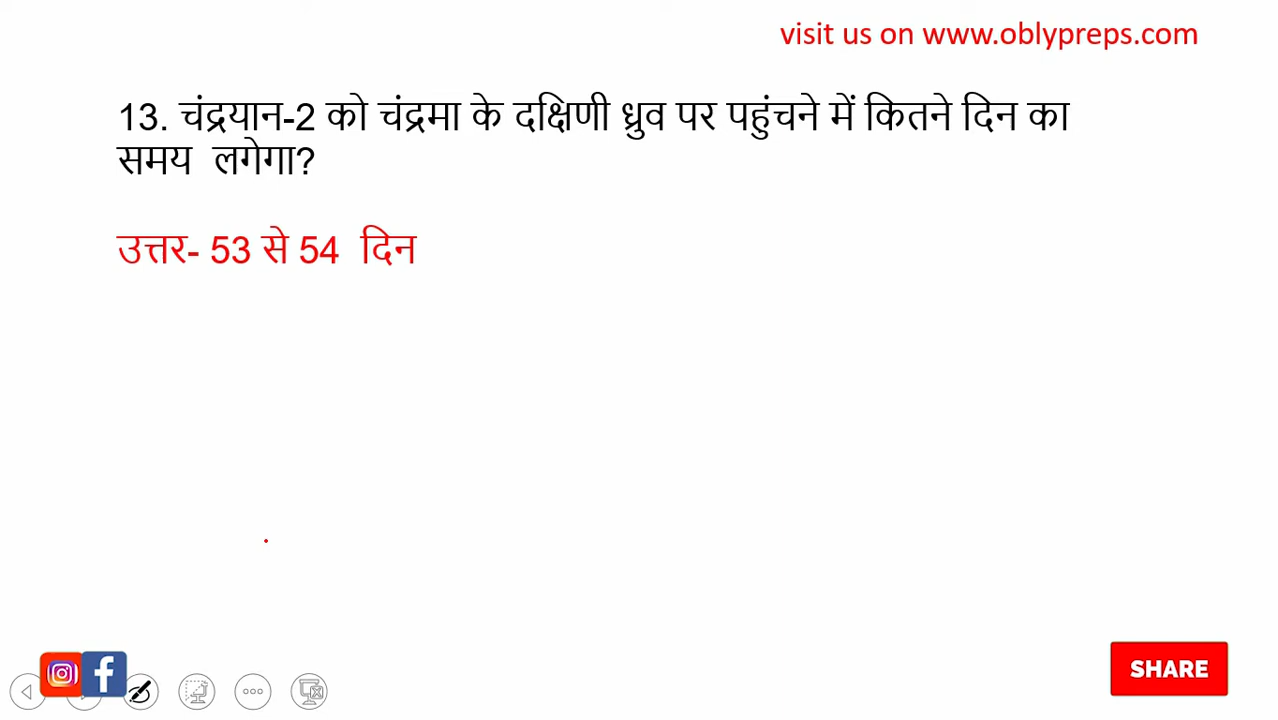 visit us on www.oblypreps.com
13. चंद्रयान-2 को चंद्रमा के दक्षिणी ध्रुव पर पहुंचने में कितने दिन का
समय लगेगा?
उत्तर- 53 से 54 दिन
SHARE